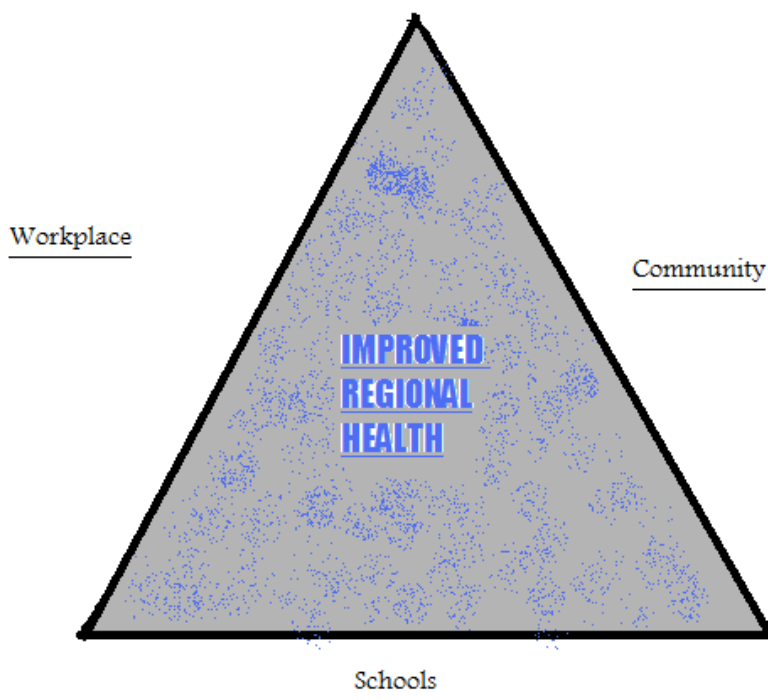 Workplace
Community
IMPROVED
REGIONAL
HEALTH
Schools